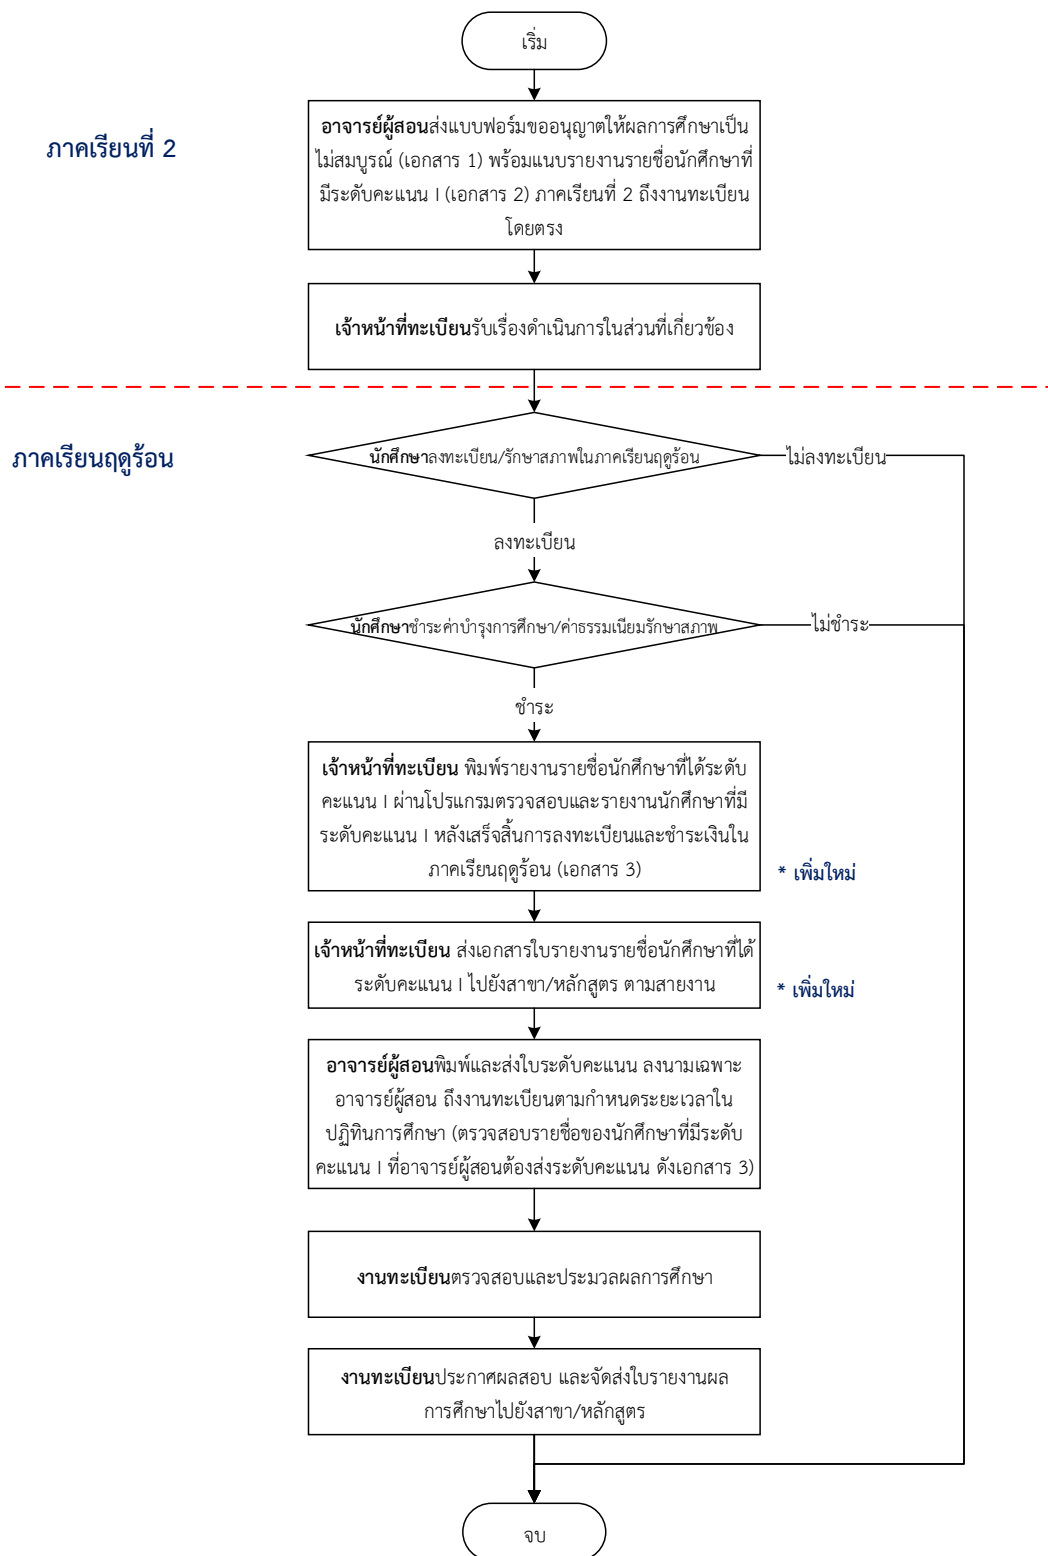 เริ่ม
ภาคเรียนที่ 2
อาจารย์ผู้สอนส่งแบบฟอร์มขออนุญาตให้ผลการศึกษาเป็น
ไม่สมบูรณ์ (เอกสาร 1) พร้อมแนบรายงานรายชื่อนักศึกษาที่
มีระดับคะแนน I (เอกสาร 2) ภาคเรียนที่ 2 ถึงงานทะเบียน
โดยตรง
เจ้าหน้าที่ทะเบียนรับเรื่องดำเนินการในส่วนที่เกี่ยวข้อง
ภาคเรียนฤดูร้อน
นักศึกษาลงทะเบียน/รักษาสภาพในภาคเรียนฤดูร้อน
ไม่ลงทะเบียน
ลงทะเบียน
นักศึกษาชำระค่าบำรุงการศึกษา/ค่าธรรมเนียมรักษาสภาพ
ไม่ชำระ
ชำระ
เจ้าหน้าที่ทะเบียน พิมพ์รายงานรายชื่อนักศึกษาที่ได้ระดับ
คะแนน I ผ่านโปรแกรมตรวจสอบและรายงานนักศึกษาที่มี
ระดับคะแนน I หลังเสร็จสิ้นการลงทะเบียนและชำระเงินใน
ภาคเรียนฤดูร้อน (เอกสาร 3)
* เพิ่มใหม่
เจ้าหน้าที่ทะเบียน ส่งเอกสารใบรายงานรายชื่อนักศึกษาที่ได้
ระดับคะแนน I ไปยังสาขา/หลักสูตร ตามสายงาน
* เพิ่มใหม่
อาจารย์ผู้สอนพิมพ์และส่งใบระดับคะแนน ลงนามเฉพาะ
อาจารย์ผู้สอน ถึงงานทะเบียนตามกำหนดระยะเวลาใน
ปฏิทินการศึกษา (ตรวจสอบรายชื่อของนักศึกษาที่มีระดับ
คะแนน I ที่อาจารย์ผู้สอนต้องส่งระดับคะแนน ดังเอกสาร 3)
งานทะเบียนตรวจสอบและประมวลผลการศึกษา
งานทะเบียนประกาศผลสอบ และจัดส่งใบรายงานผล
การศึกษาไปยังสาขา/หลักสูตร
จบ